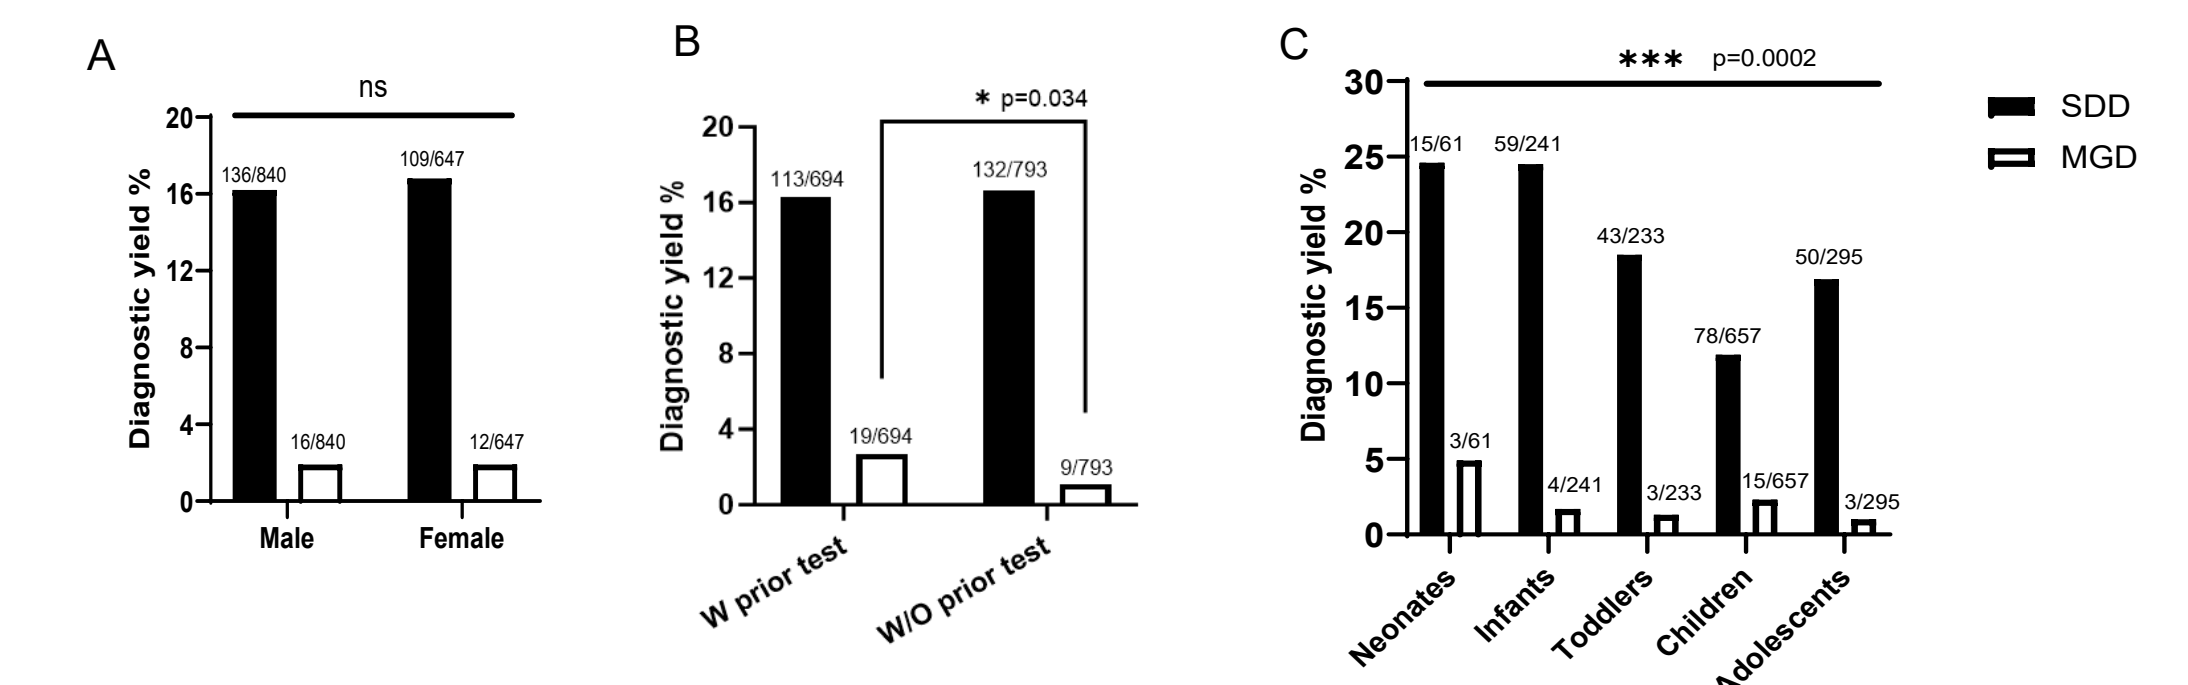 A
ns
Diagnostic yield %
20
16
12
8
4
0
136/840
16/840
109/647
12/647
Male
Female
B
* p=0.034
Diagnostic yield %
20
16
12
8
4
0
113/694
19/694
132/793
9/793
W prior test
W/O prior test
C
*** p=0.0002
Diagnostic yield %
30
25
20
15
10
5
0
15/61
3/61
59/241
4/241
43/233
3/233
78/657
15/657
50/295
3/295
Neonates
Infants
Toddlers
Children
Adolescents
SDD
MGD